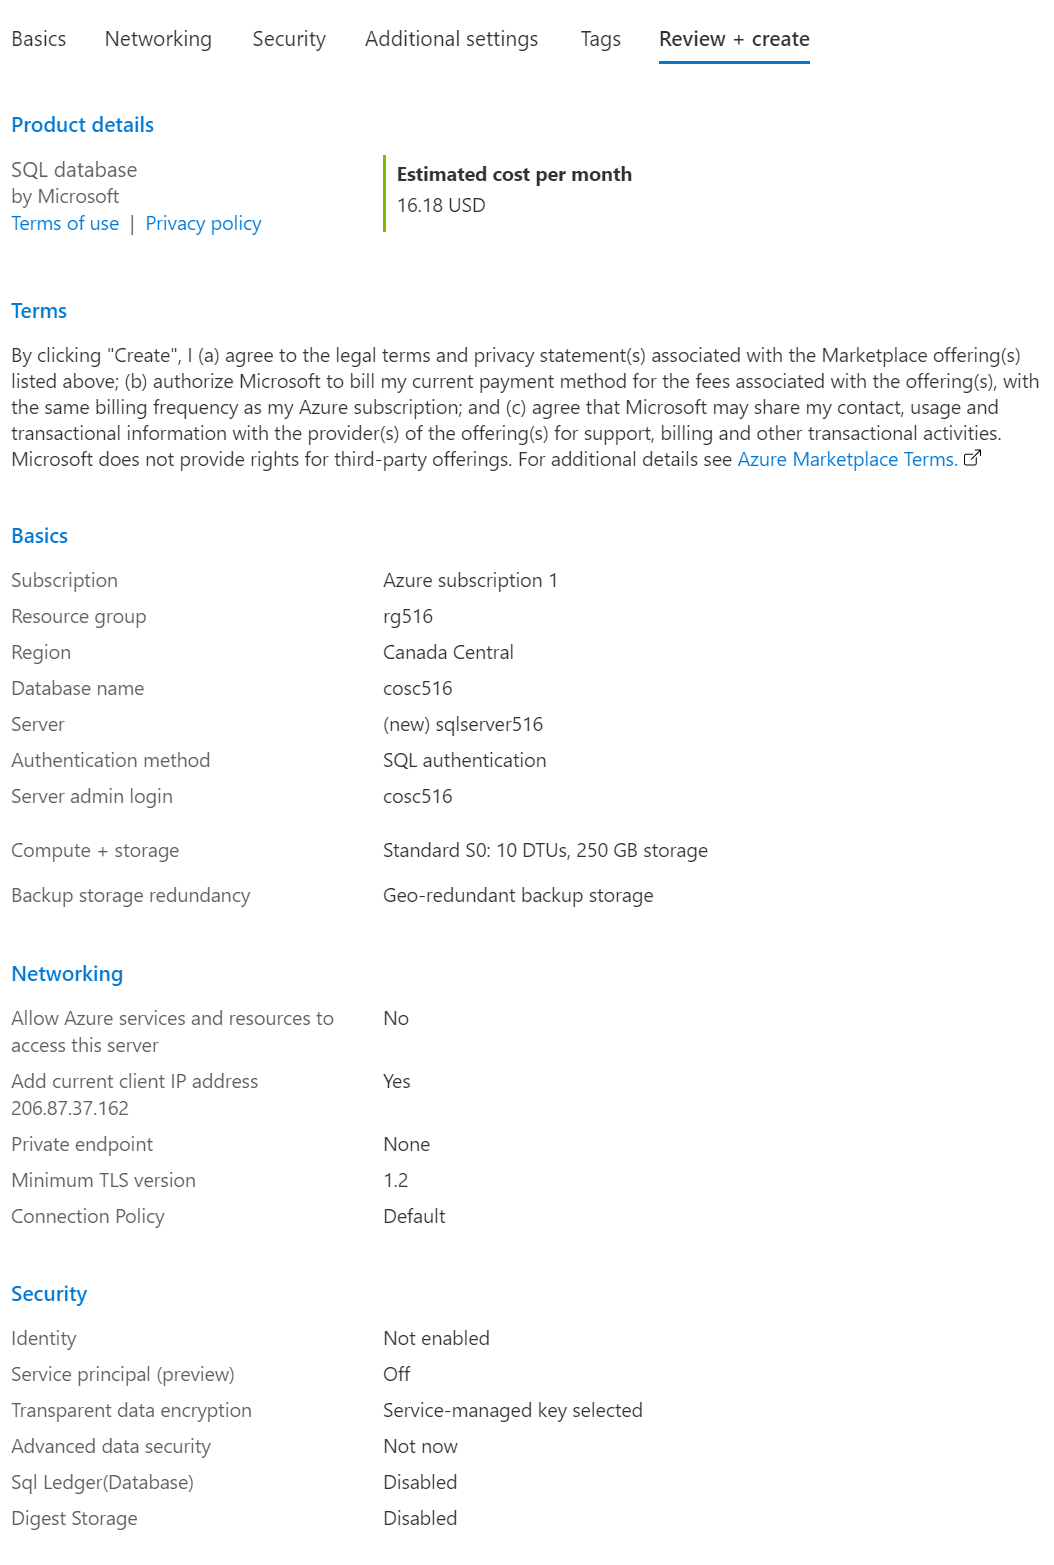 Basics Networking Security Additional settings Tags Review + create
Product details
SQL database
by Microsoft
Terms of use | Privacy policy
Estimated cost per month
16.18 USD
Terms
By clicking "Create", I (a) agree to the legal terms and privacy statement(s) associated with the Marketplace offering(s)
listed above; (b) authorize Microsoft to bill my current payment method for the fees associated with the offering(s), with
the same billing frequency as my Azure subscription; and (c) agree that Microsoft may share my contact, usage and
transactional information with the provider(s) of the offering(s) for support, billing and other transactional activities.
Microsoft does not provide rights for third-party offerings. For additional details see Azure Marketplace Terms.
Basics
Subscription Azure subscription 1
Resource group rg516
Region Canada Central
Database name cosc516
Server (new) sqlserver516
Authentication method SQL authentication
Server admin login cosc516
Compute + storage Standard S0: 10 DTUs, 250 GB storage
Backup storage redundancy Geo-redundant backup storage
Networking
Allow Azure services and resources to No
access this server
Add current client IP address Yes
206.87.37.162
Private endpoint None
Minimum TLS version 1.2
Connection Policy Default
Security
Identity Not enabled
Service principal (preview) Off
Transparent data encryption Service-managed key selected
Advanced data security Not now
Sql Ledger(Database) Disabled
Digest Storage Disabled